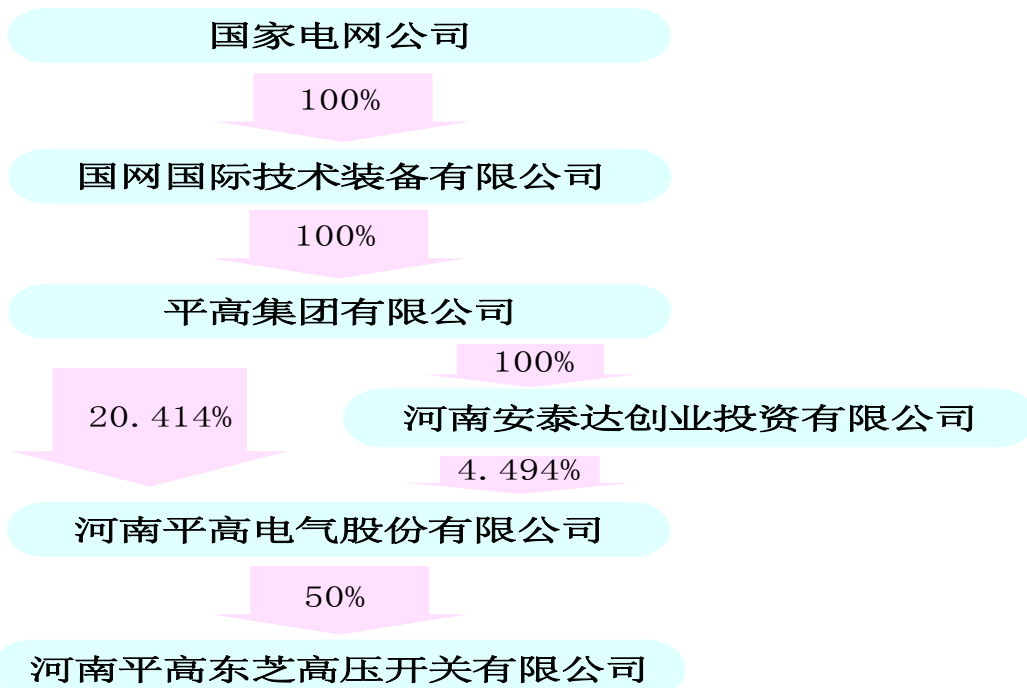 国家电网公司
100%
国网国际技术装备有限公司
100%
平高集团有限公司
100%
20.414%
河南安泰达创业投资有限公司
4.494%
河南平高电气股份有限公司
50%
河南平高东芝高压开关有限公司